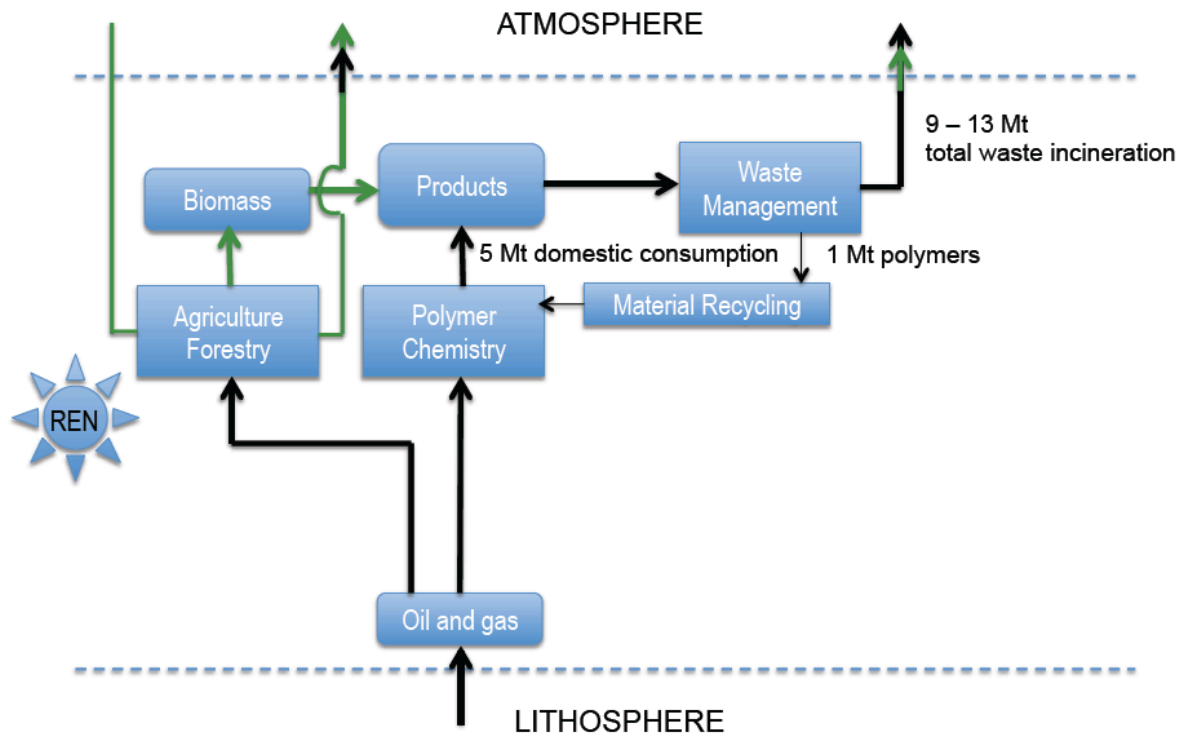 ATMOSPHERE
9 – 13 Mt
total waste incineration
Biomass
Products
Waste
Management
5 Mt domestic consumption
1 Mt polymers
Agriculture
Forestry
Polymer
Chemistry
Material Recycling
REN
Oil and gas
LITHOSPHERE